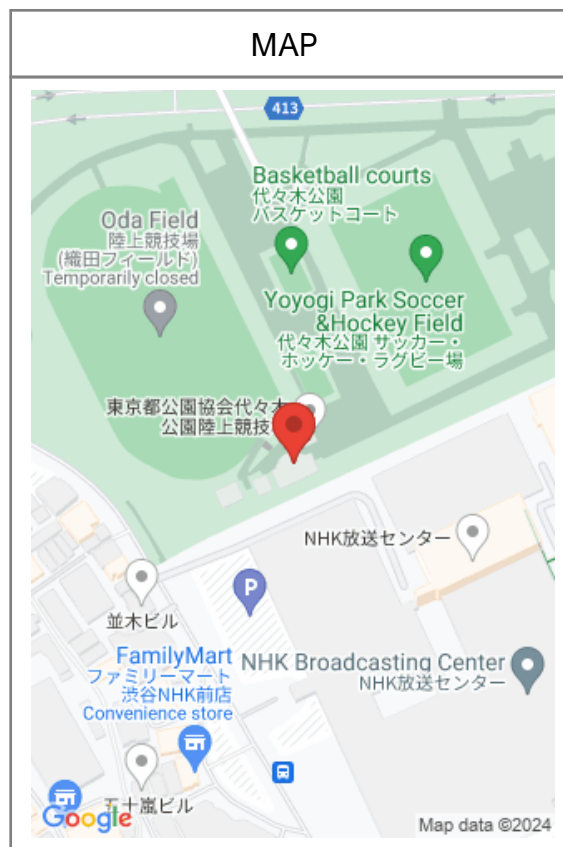 MAP
413
Basketball courts
代々木公園
バスケットコート
Oda Field
陸上競技場
(織田フィールド)
Temporarily closed
Yoyogi Park Soccer
&Hockey Field
代々木公園 サッカー・
ホッケー・ラグビー場
東京都公園協会代々木
公園陸上競技
NHK放送センター
P
並木ビル
FamilyMart
ファミリーマート
渋谷NHK前店
Convenience store
NHK Broadcasting Center
NHK放送センター
五十嵐ビル
Google
Map data ©2024